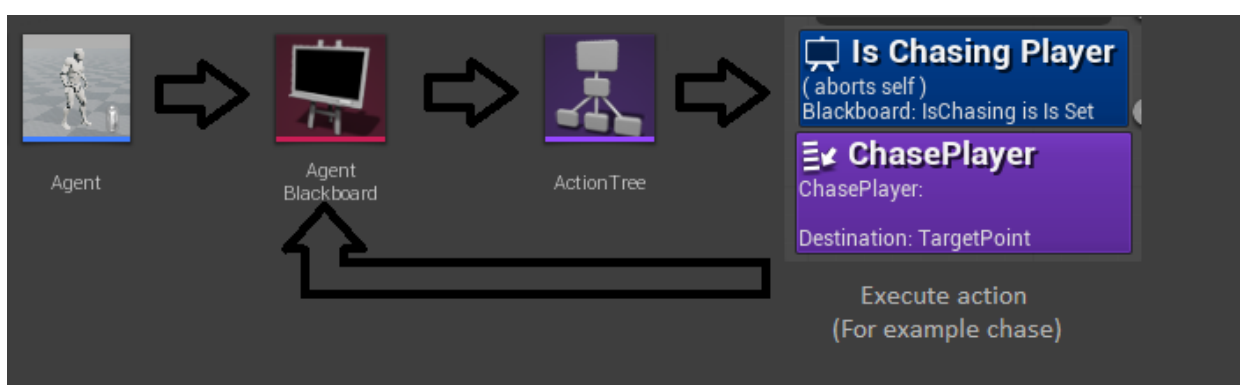 Agent
Agent
Blackboard
ActionTree
Is Chasing Player
( aborts self )
Blackboard: IsChasing is Is Set
ChasePlayer
ChasePlayer:
Destination: TargetPoint
Execute action
(For example chase)